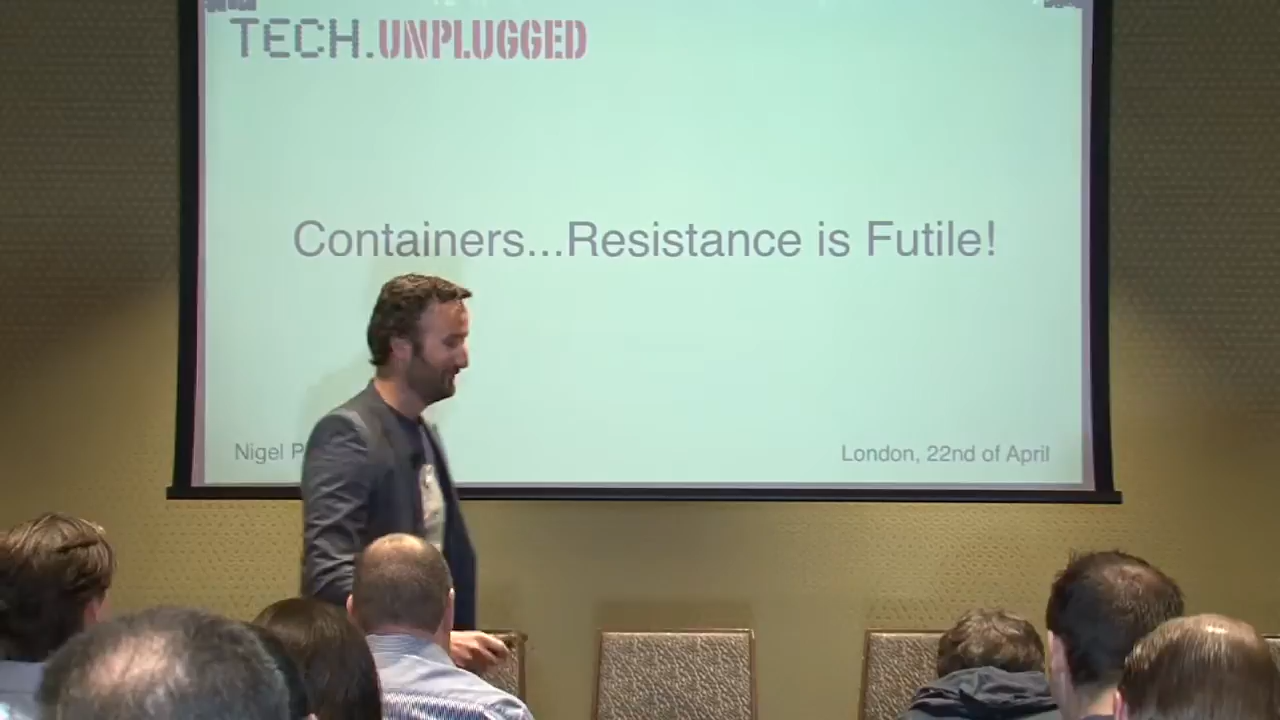 TECH.UNPLUGGED
Containers...Resistance is Futile!
Nigel P
London, 22nd of April